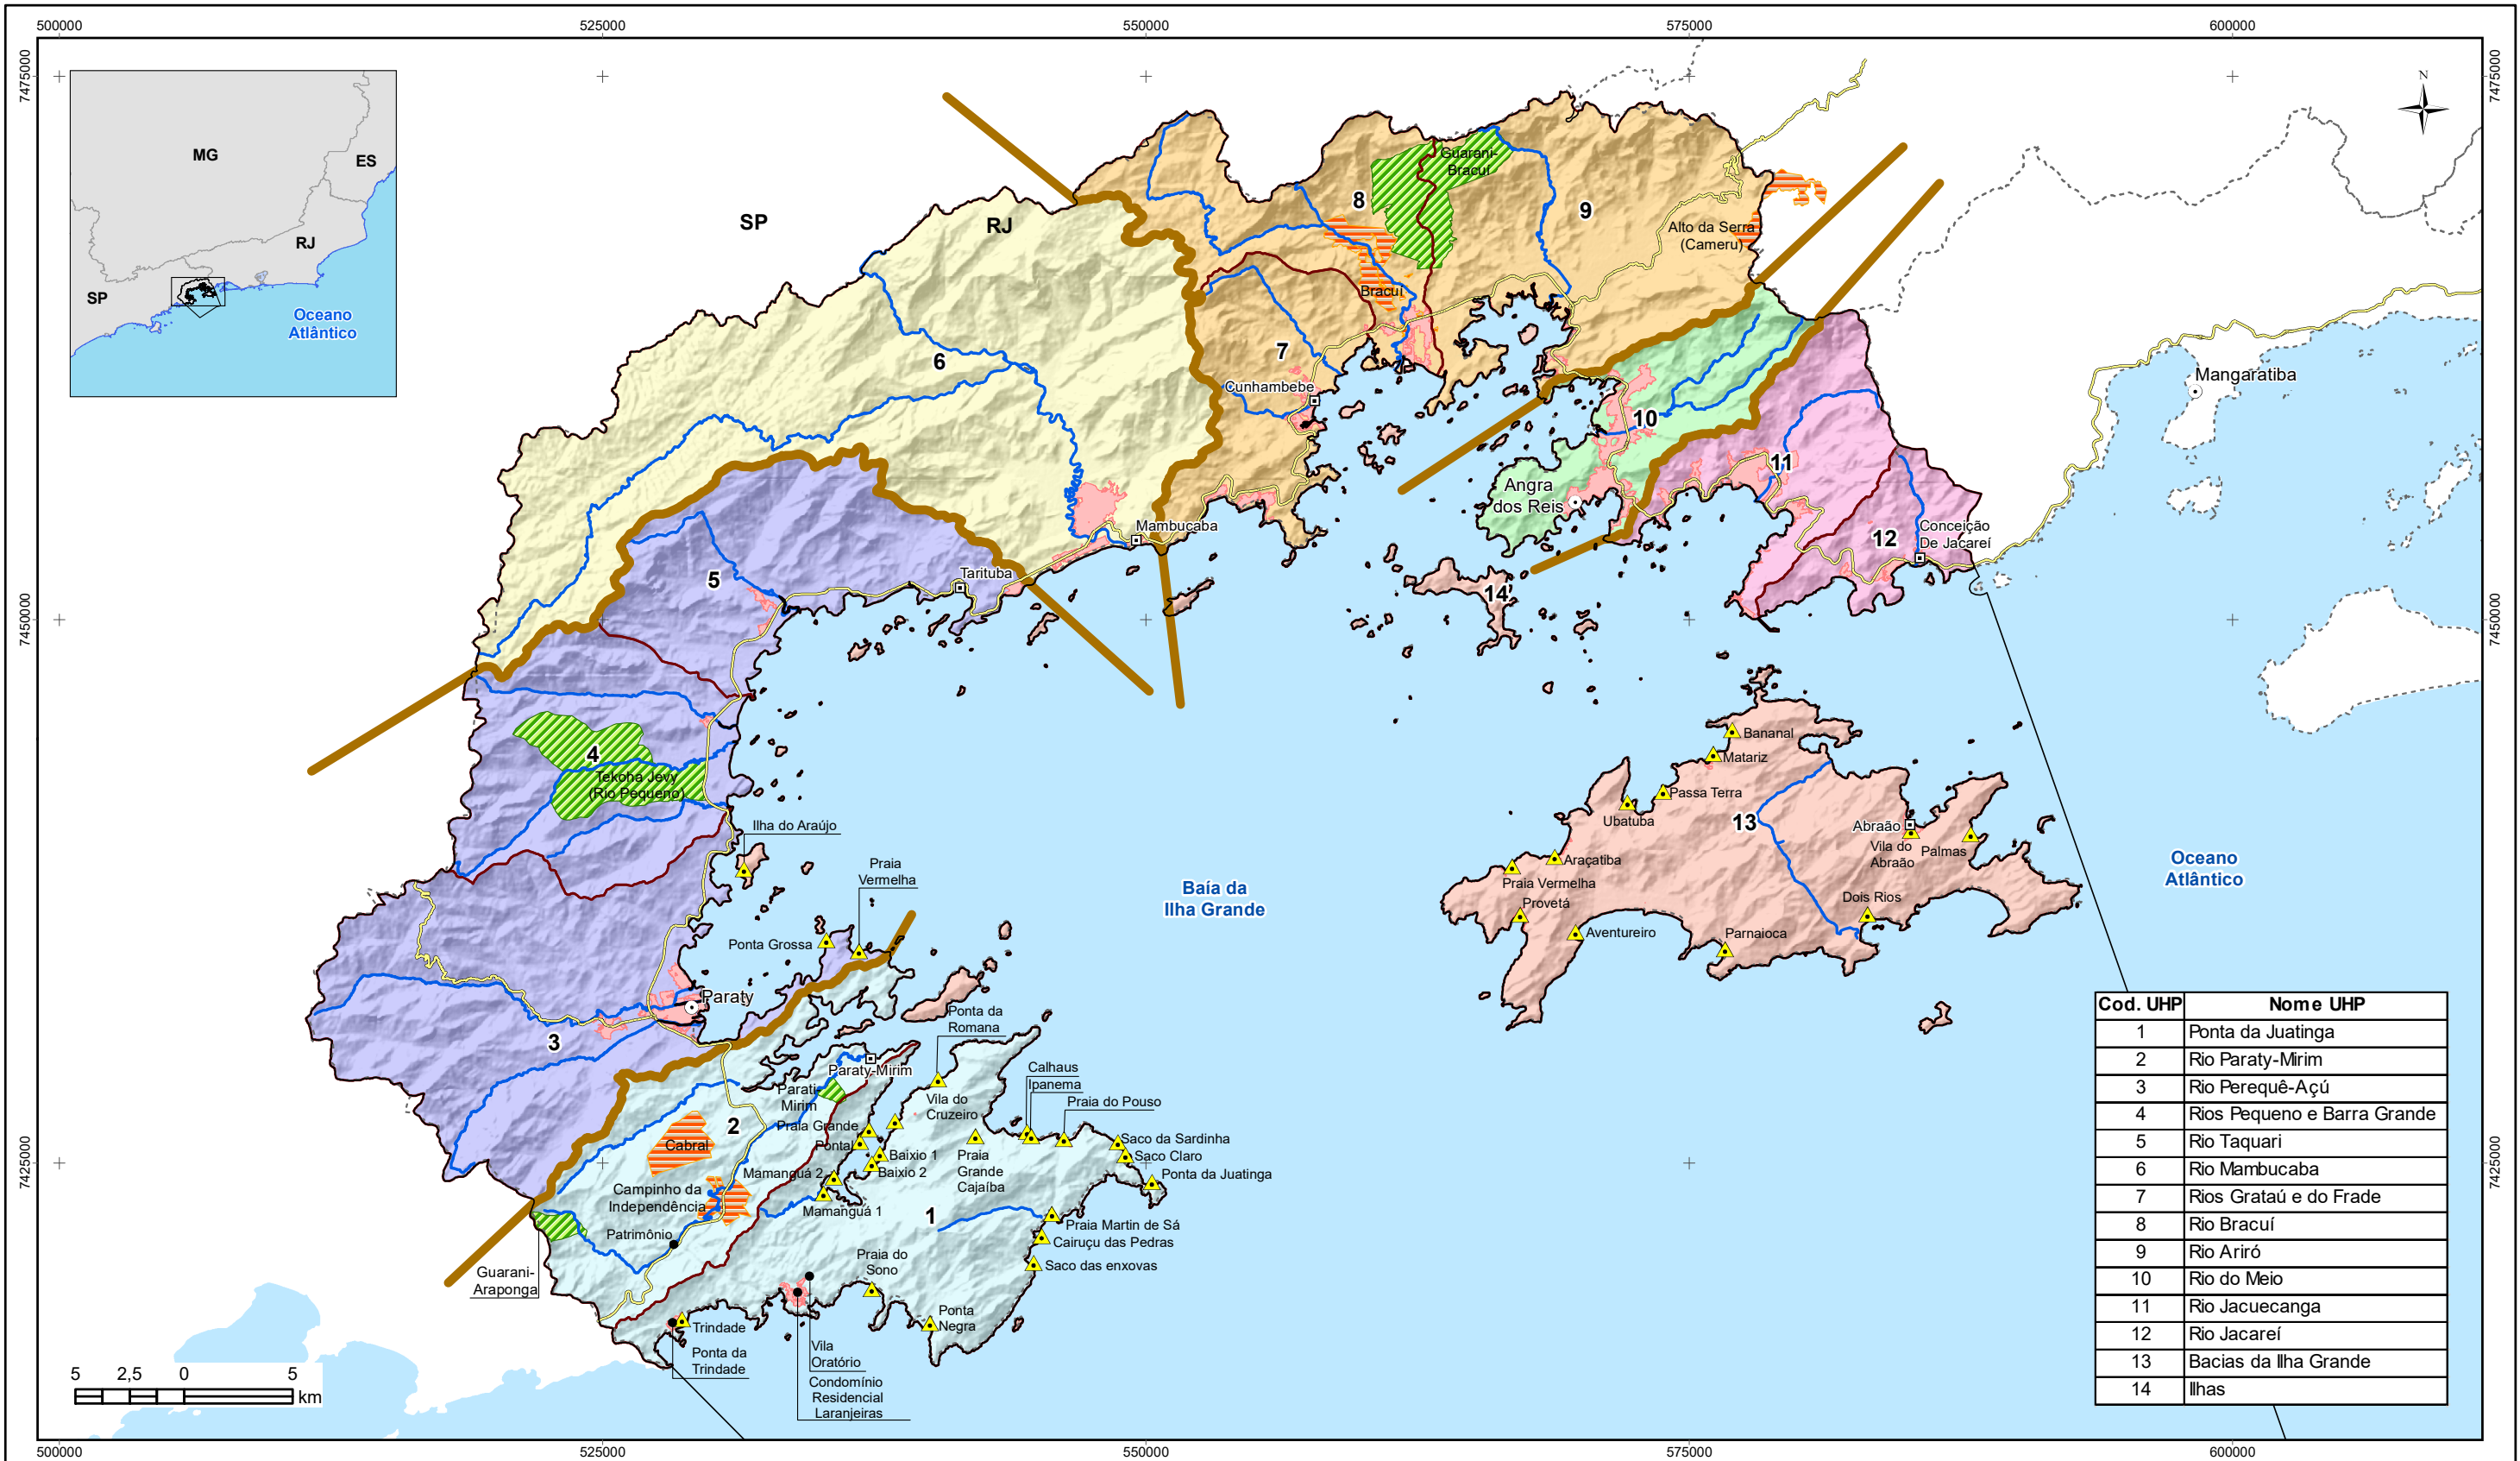 500000
525000
550000
575000
600000
7475000
7475000
N
MG
ES
RJ
SP
Oceano
Atlântico
SP
RJ
8
Guarani-
Bracuí
9
Alto da Serra
(Cameru)
Bracuí
6
7
Cunhambebe
Mangaratiba
10
11
Angra
dos Reis
Mambucaba
12
Conceição
De Jacareí
Tarituba
5
14
7450000
7450000
4
Tekoha Jevy
(Rio Pequeno)
Bananal
Matariz
Passa Terra
Ubatuba
13
Abraão
Vila do
Abraão
Palmas
Ilha do Araújo
Praia
Vermelha
Araçatiba
Praia Vermelha
Provetá
Dois Rios
Aventureiro
Parnaioca
Baía da
Ilha Grande
Oceano
Atlântico
Ponta Grossa
Paraty
3
Ponta da
Romana
Paraty-Mirim
Parati-
Mirim
Vila do
Cruzeiro
Calhaus
Ipanema
Praia do Pouso
2
Praia Grande
Pontal
Cabral
Baixio 1
Baixio 2
Praia
Grande
Cajaíba
Saco da Sardinha
Saco Claro
Ponta da Juatinga
Mamanguá 2
Mamanguá 1
Campinho da
Independência
Patrimônio
1
Praia Martin de Sá
Cairuçu das Pedras
Saco das enxovas
Praia do
Sono
Ponta
Negra
Guarani-
Araponga
Trindade
Ponta da
Trindade
Vila
Oratório
Condomínio
Residencial
Laranjeiras
7425000
7425000
5 2,5 0 5
km
Cod. UHP Nome UHP
1 Ponta da Juatinga
2 Rio Paraty-Mirim
3 Rio Perequê-Açú
4 Rios Pequeno e Barra Grande
5 Rio Taquari
6 Rio Mambucaba
7 Rios Grataú e do Frade
8 Rio Bracuí
9 Rio Ariró
10 Rio do Meio
11 Rio Jacuecanga
12 Rio Jacareí
13 Bacias da Ilha Grande
14 Ilhas
500000
525000
550000
575000
600000